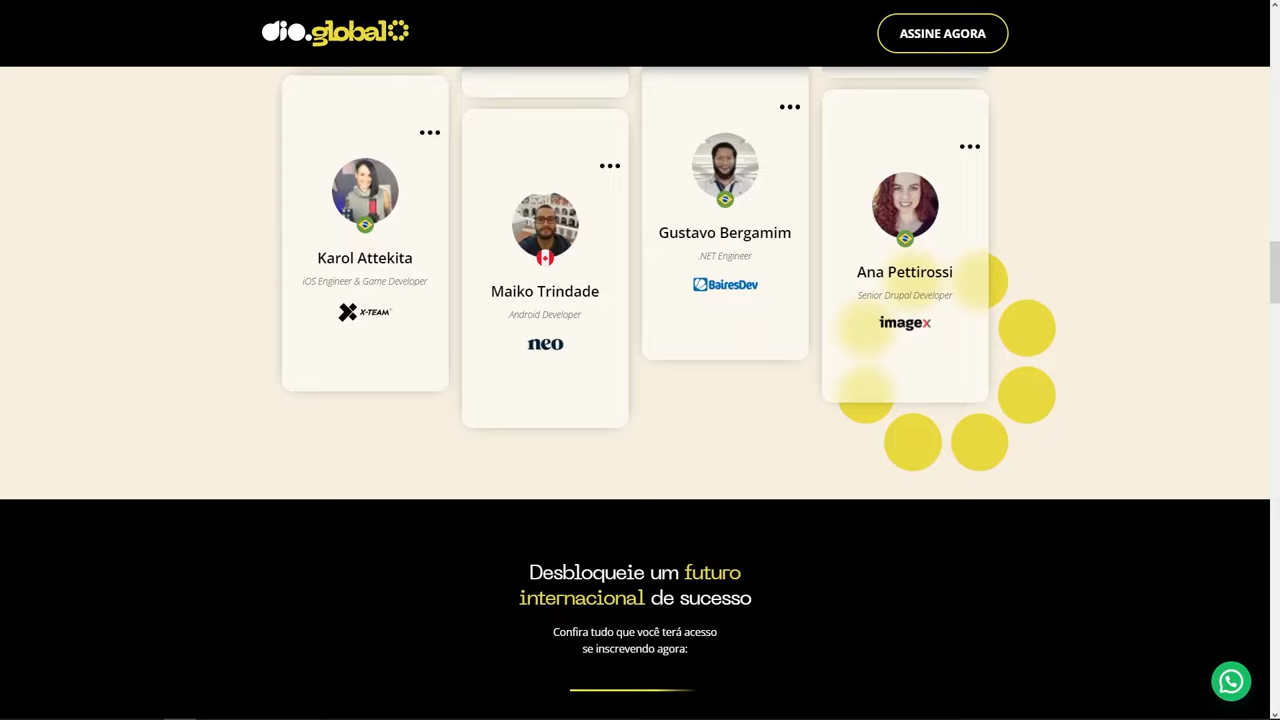 dio.global
ASSINE AGORA
Karol Attekita
iOS Engineer & Game Developer
X-TEAM
Maiko Trindade
Android Developer
neo
Gustavo Bergamim
.NET Engineer
BairesDev
Ana Pettirossi
Senior Drupal Developer
imagex
Desbloqueie um futuro
internacional de sucesso
Confira tudo que você terá acesso
se inscrevendo agora: